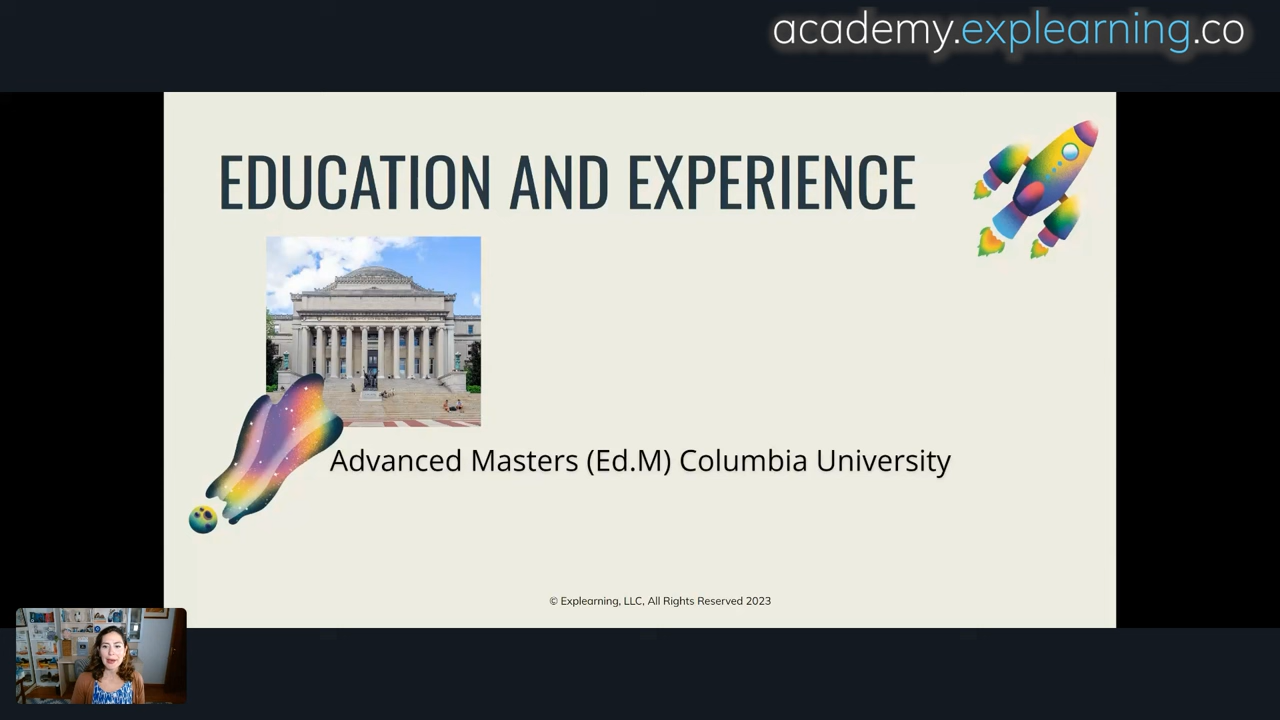 academy.explearning.co
EDUCATION AND EXPERIENCE
Advanced Masters (Ed.M) Columbia University
© Explearning, LLC, All Rights Reserved 2023